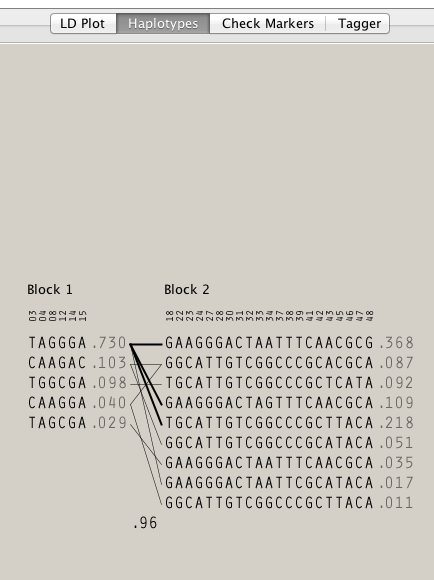 LD Plot Haplotypes Check Markers Tagger
Block 1 Block 2
03 04 08 12 14 15 18 22 23 24 27 28 30 31 32 33 34 37 38 39 41 42 43 45 46 47 48
TAGGGA .730 GAAGGGACTAATTTCAACGCG .368
CAAGAC .103 GGCATTGTCGGCCCGCACGCA .087
TGGCGA .098 TGCATTGTCGGCCCGCTCATA .092
CAAGGA .040 GAAGGGACTAGTTTCAACGCA .109
TAGCGA .029 TGCATTGTCGGCCCGCTTACA .218
GGCATTGTCGGCCCGCATACA .051
GAAGGGACTAATTTCAACGCA .035
GAAGGGACTAATTTCAATACA .017
GGCATTGTCGGCCCGCTTACA .011
.96